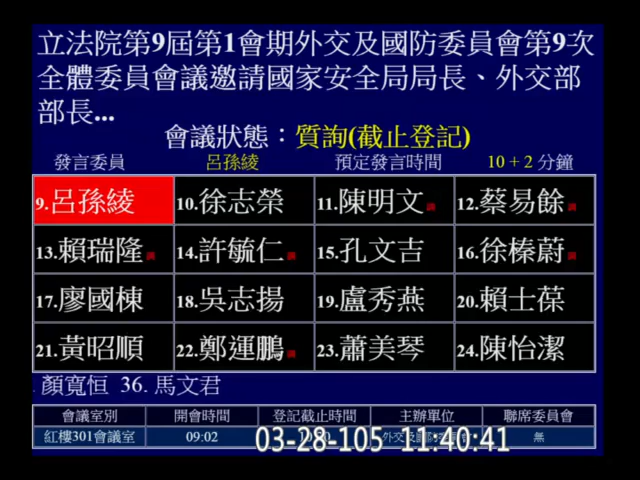 立法院第9屆第1會期外交及國防委員會第9次
全體委員會議邀請國家安全局局長、外交部
部長...
會議狀態：質詢(截止登記)
發言委員 呂孫綾 預定發言時間 10 + 2 分鐘
9.呂孫綾 10.徐志榮 11.陳明文 12.蔡易餘
13.賴瑞隆 14.許毓仁 15.孔文吉 16.徐榛蔚
17.廖國棟 18.吳志揚 19.盧秀燕 20.賴士葆
21.黃昭順 22.鄭運鵬 23.蕭美琴 24.陳怡潔
. 顏寬恒 36. 馬文君
會議室別 開會時間 登記截止時間 主辦單位 聯席委員會
紅樓301會議室 09:02 無
03-28-105 11:40:41